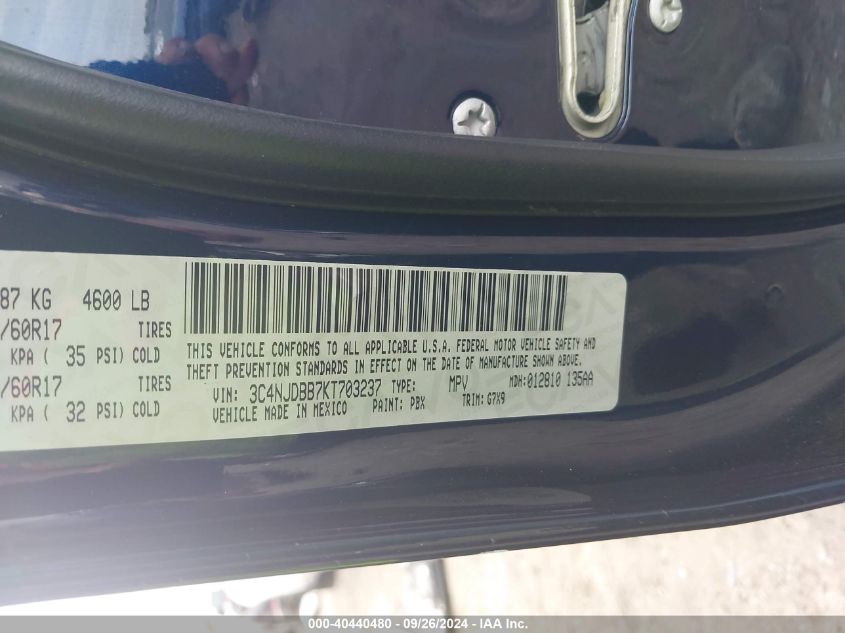 87 KG 4600 LB
/60R17 TIRES
KPA ( 35 PSI) COLD
/60R17 TIRES
KPA ( 32 PSI) COLD
THIS VEHICLE CONFORMS TO ALL APPLICABLE U.S.A. FEDERAL MOTOR VEHICLE SAFETY AND
THEFT PREVENTION STANDARDS IN EFFECT ON THE DATE OF MANUFACTURE SHOWN ABOVE.
VIN: 3C4NJDBB7KT703237 TYPE: MPV MDH:012810 135AA
VEHICLE MADE IN MEXICO PAINT: PBX TRIM: G7X9
000-40440480 - 09/26/2024 - IAA Inc.